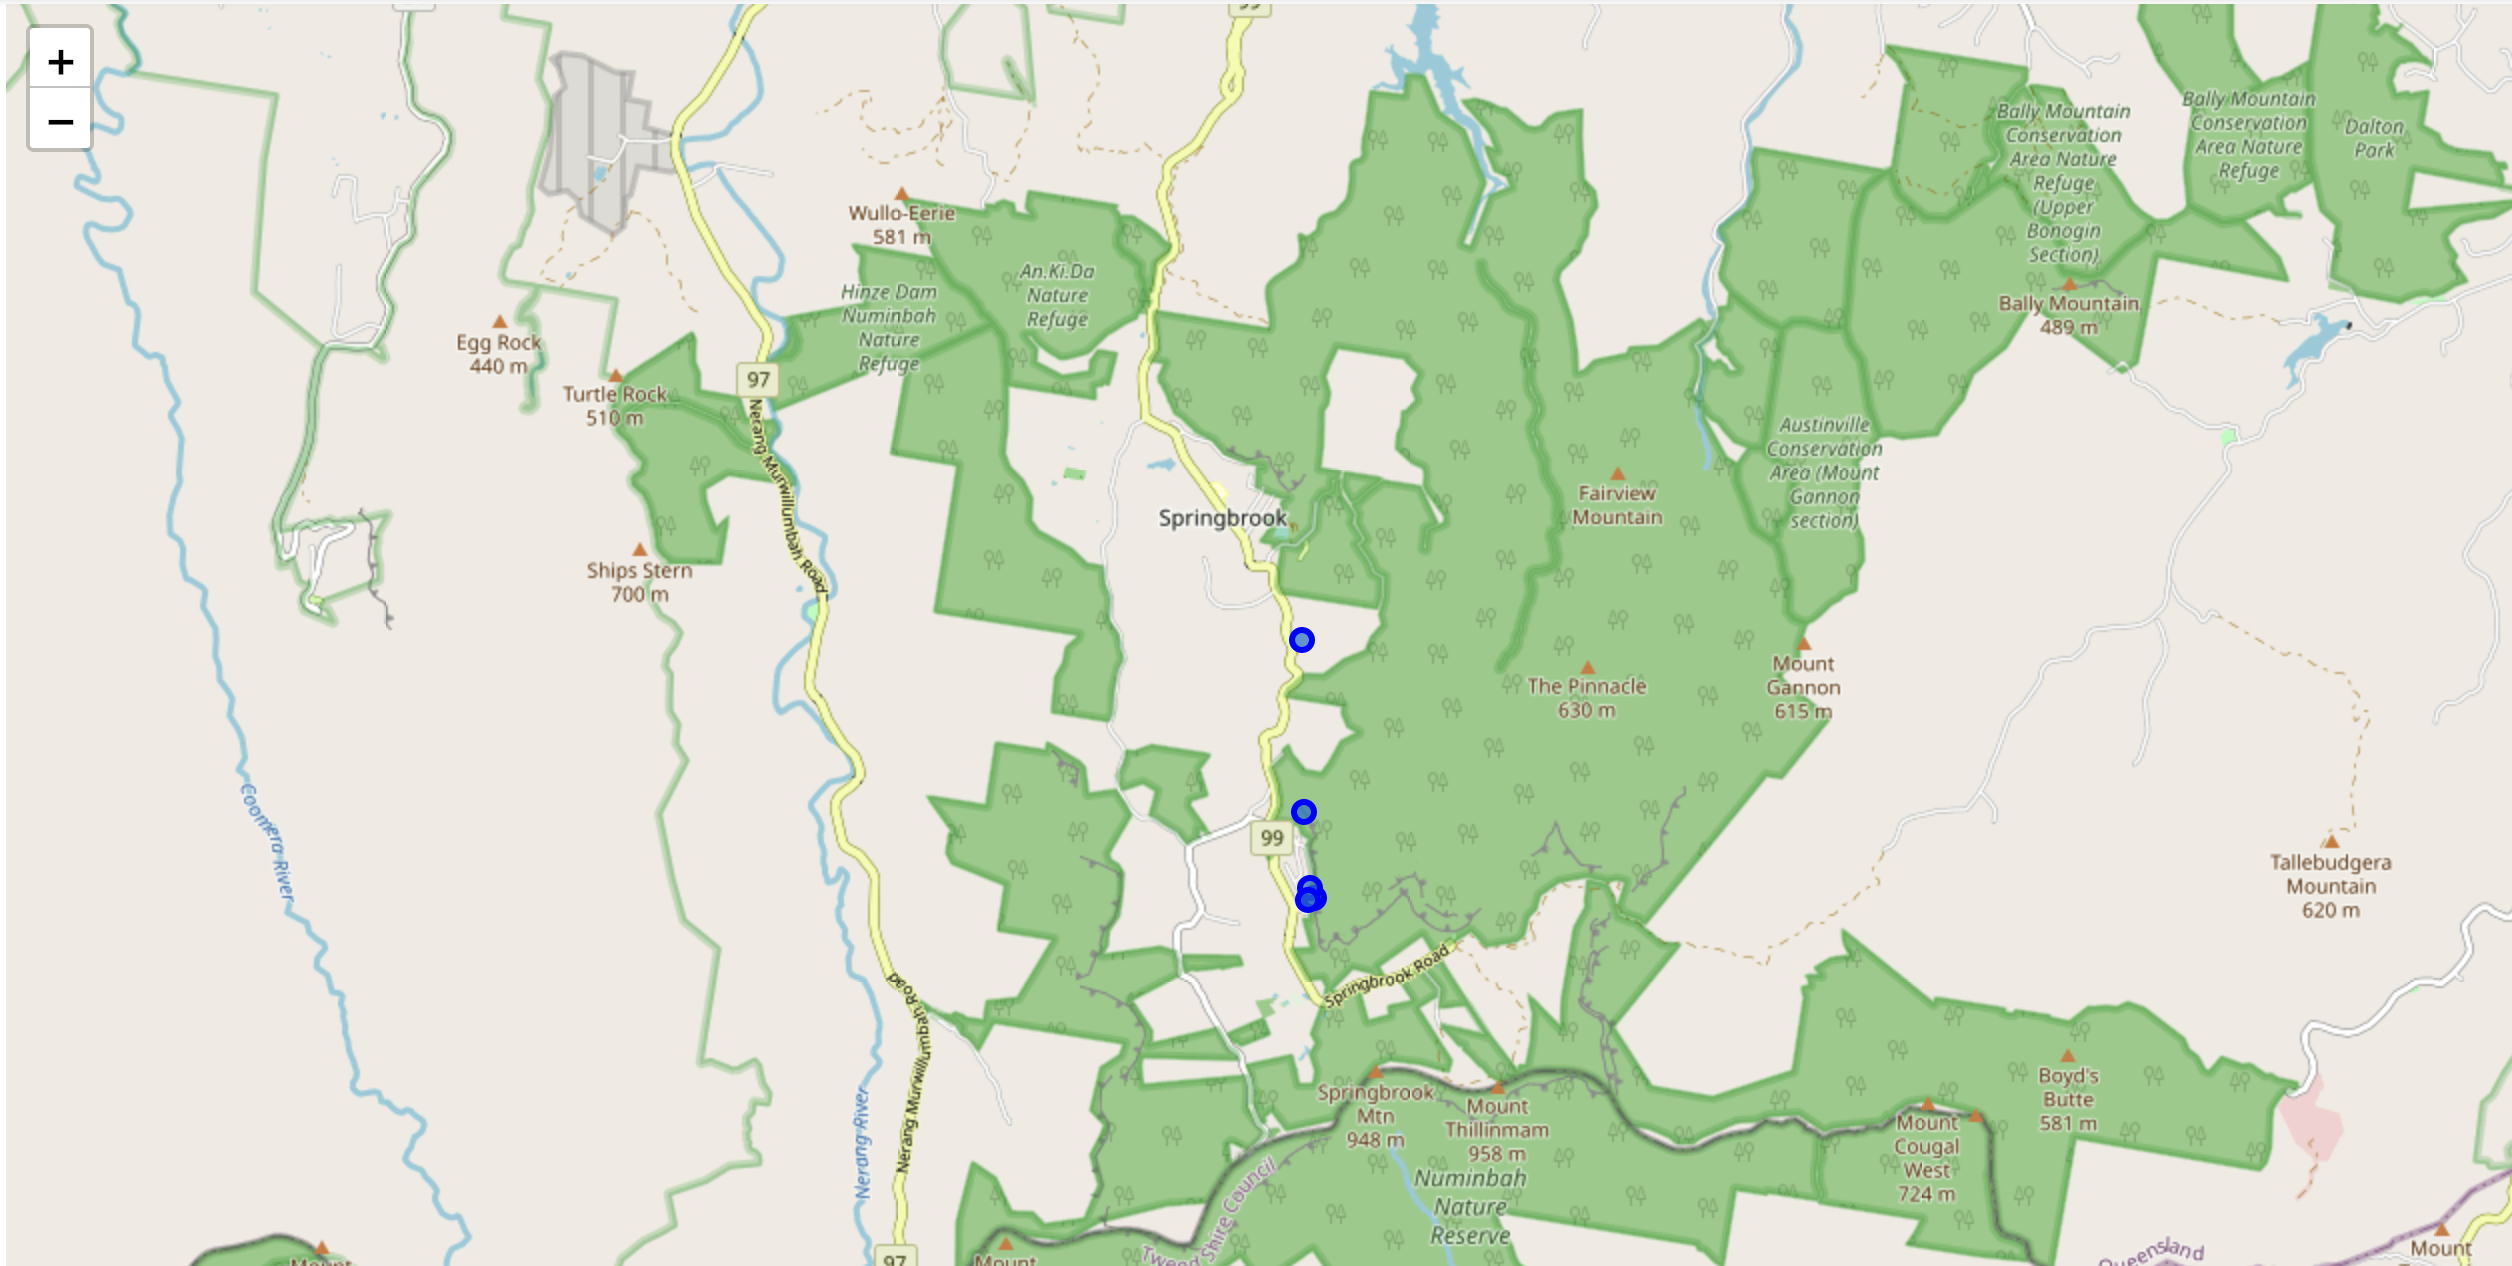 +
−
99
Wullo-Eerie
581 m
An.Ki.Da
Nature
Refuge
Hinze Dam
Numinbah
Nature
Refuge
Egg Rock
440 m
Turtle Rock
510 m
97
Nerang Murwillumbah Road
Springbrook
Ships Stern
700 m
Bally Mountain
Conservation
Area Nature
Refuge
(Upper
Bonogin
Section)
Bally Mountain
Conservation
Area Nature
Refuge
Dalton
Park
Bally Mountain
489 m
Austinville
Conservation
Area (Mount
Gannon
section)
Fairview
Mountain
The Pinnacle
630 m
Mount
Gannon
615 m
Coomera River
99
Tallebudgera
Mountain
620 m
Springbrook Road
Nerang Murwillumbah Road
Nerang River
Springbrook
Mtn
948 m
Mount
Thillinmam
958 m
Numinbah
Nature
Reserve
Boyd's
Butte
581 m
Mount
Cougal
West
724 m
Tweed Shire Council
Queensland
Mount
97
Mount
Mount